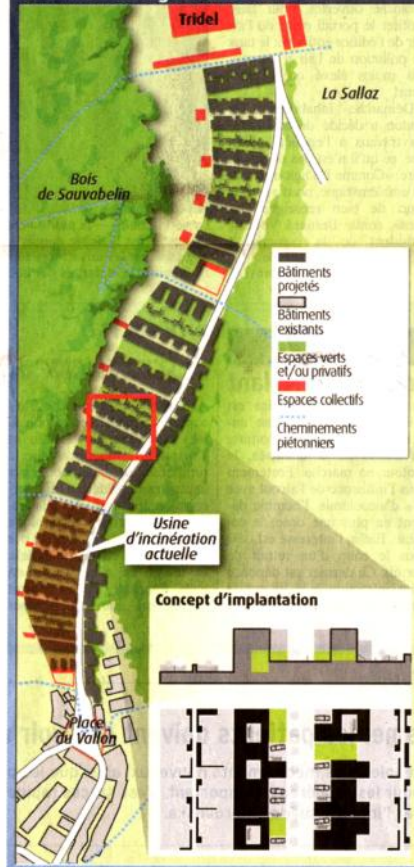 Tridel
La Sallaz
Bois
de Sauvabelin
Bâtiments
projetés
Bâtiments
existants
Espaces verts
et/ou privatifs
Espaces collectifs
Cheminements
piétonniers
Usine
d'incinération
actuelle
Concept d'implantation
Place
du Vallon